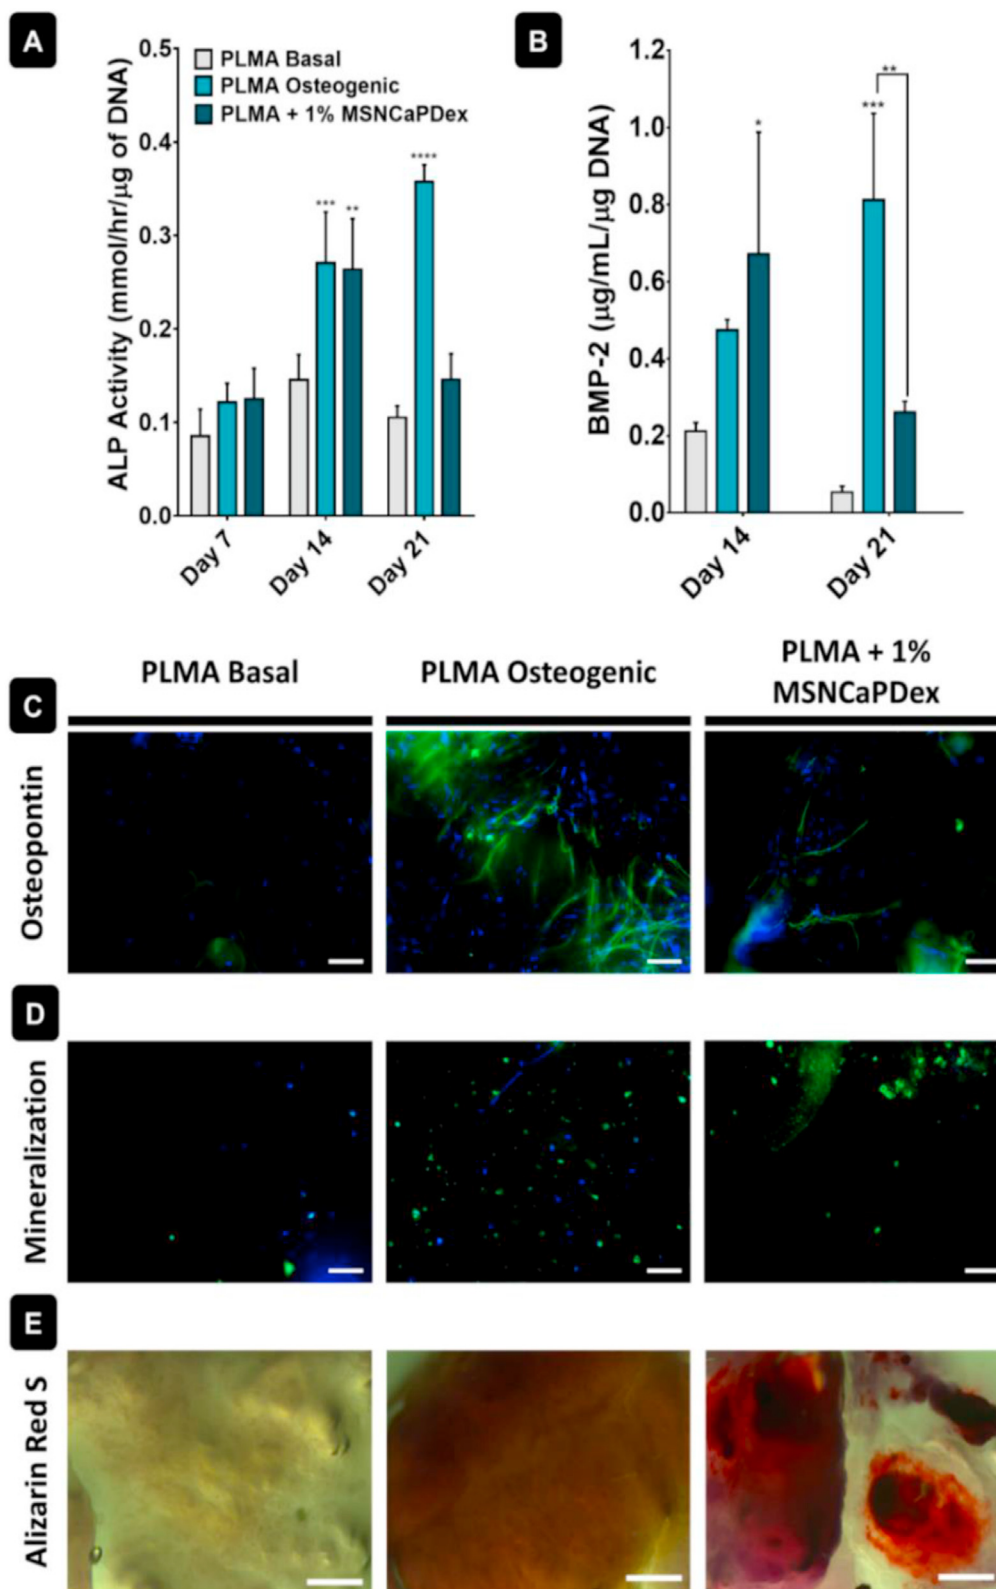 A
B
ALP Activity (mmol/hr/μg of DNA)
0.5
0.4
0.3
0.2
0.1
0.0
PLMA Basal
PLMA Osteogenic
PLMA + 1% MSNCaPDex
***
**
****
Day 7
Day 14
Day 21
BMP-2 (μg/mL/μg DNA)
1.2
1.0
0.8
0.6
0.4
0.2
0.0
*
***
**
Day 14
Day 21
PLMA Basal
PLMA Osteogenic
PLMA + 1%
MSNCaPDex
C
Osteopontin
D
Mineralization
E
Alizarin Red S